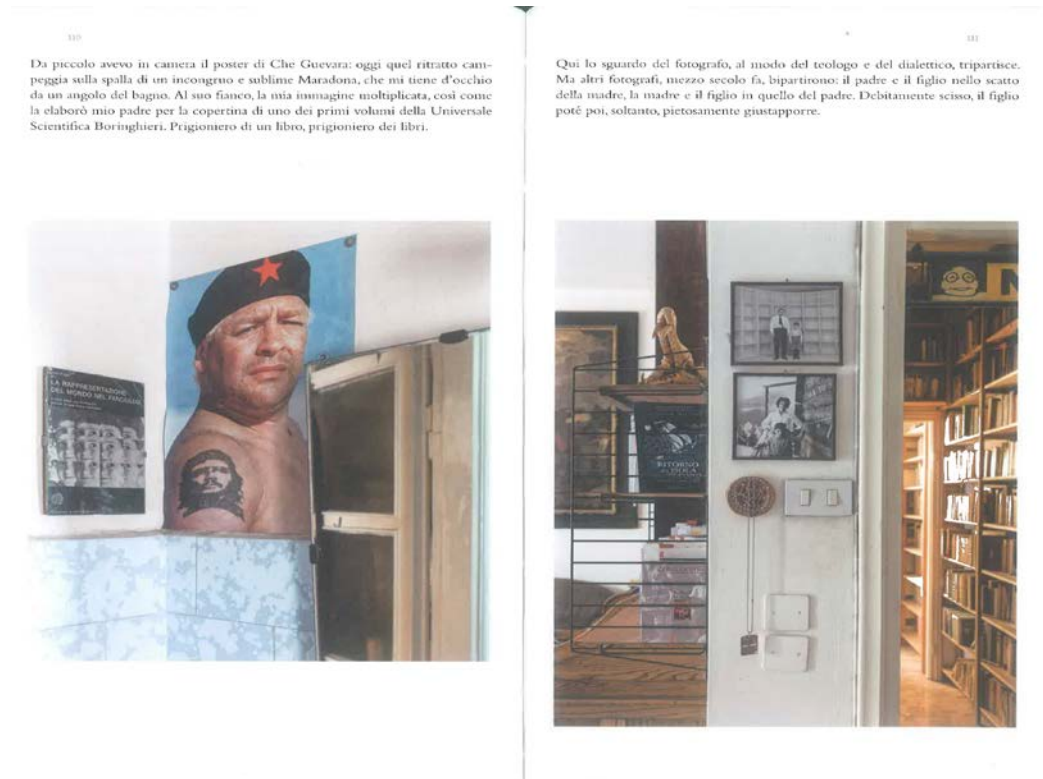 110
Da piccolo avevo in camera il poster di Che Guevara: oggi quel ritratto cam-
peggia sulla spalla di un incongruo e sublime Maradona, che mi tiene d'occhio
da un angolo del bagno. Al suo fianco, la mia immagine moltiplicata, così come
la elaborò mio padre per la copertina di uno dei primi volumi della Universale
Scientifica Boringhieri. Prigioniero di un libro, prigioniero dei libri.
LA RAPPRESENTAZIONE
DEL MONDO NEL FANCIULLO
111
Qui lo sguardo del fotografo, al modo del teologo e del dialettico, tripartisce.
Ma altri fotografi, mezzo secolo fa, bipartirono: il padre e il figlio nello scatto
della madre, la madre e il figlio in quello del padre. Debitamente scisso, il figlio
poté poi, soltanto, pietosamente giustapporre.
RITORNO
N